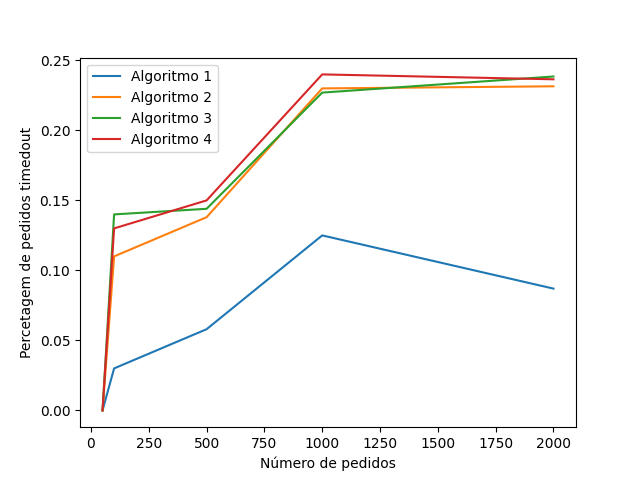 0.25
0.20
0.15
0.10
0.05
0.00
Percetagem de pedidos timedout
Algoritmo 1
Algoritmo 2
Algoritmo 3
Algoritmo 4
0 250 500 750 1000 1250 1500 1750 2000
Número de pedidos